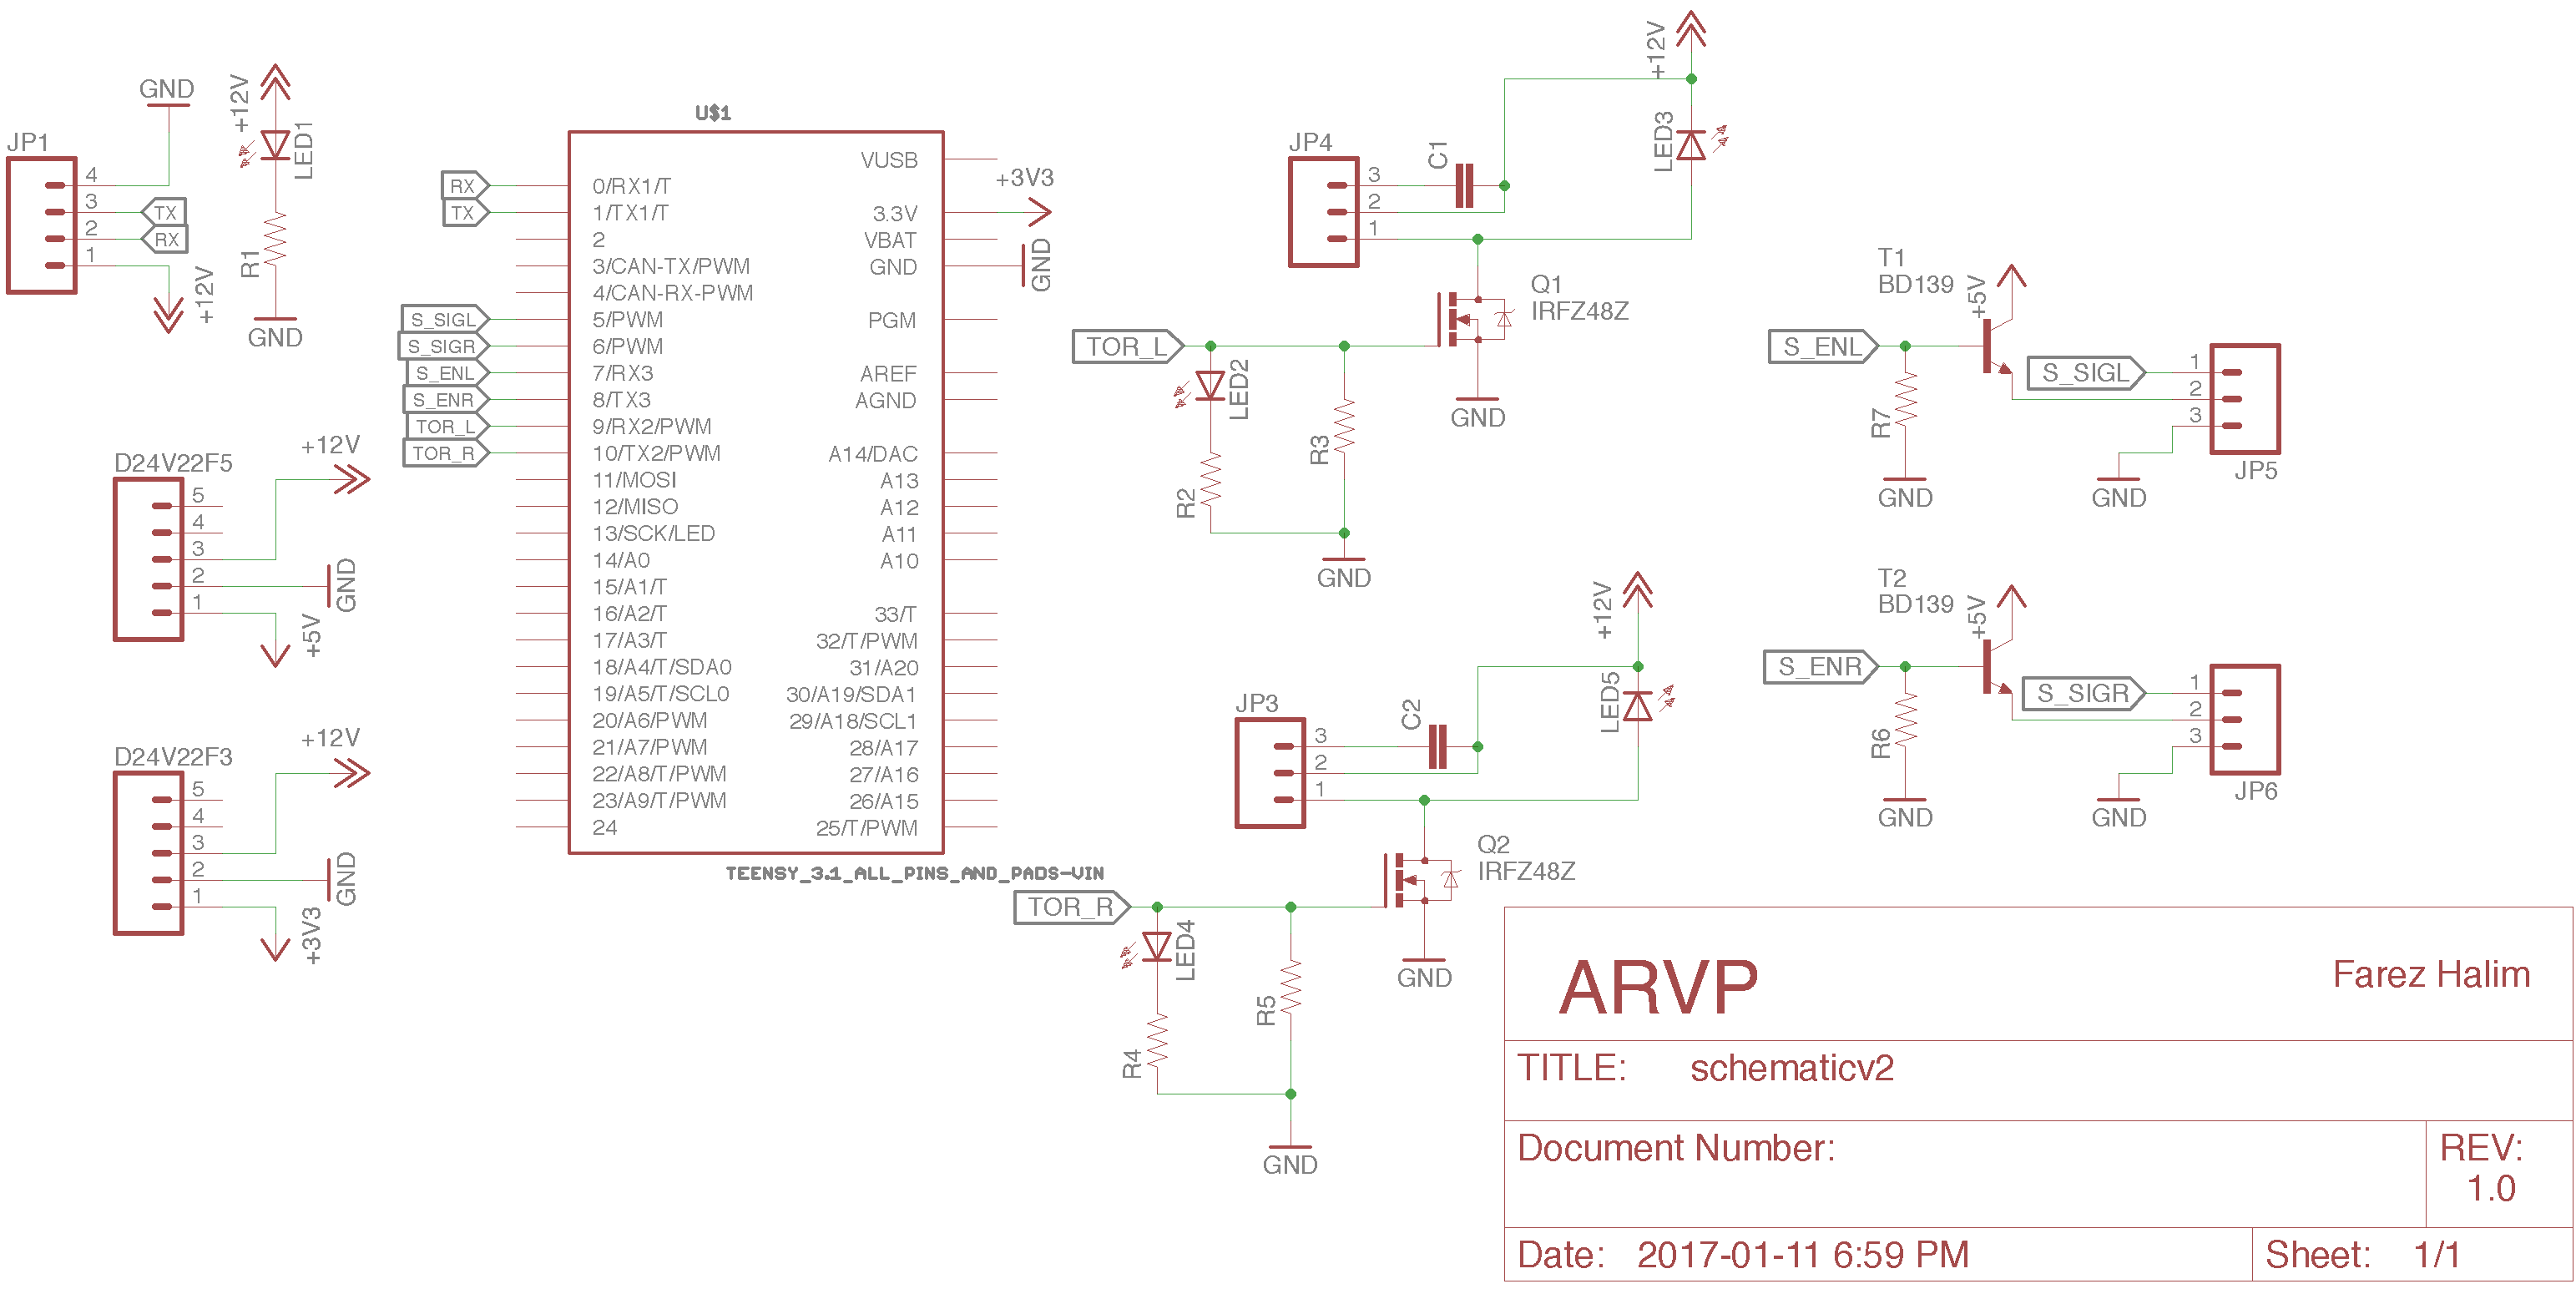 JP1
4
3
2
1
GND
TX
RX
+12V
+12V
LED1
R1
GND
D24V22F5
5
4
3
2
1
+12V
GND
+5V
D24V22F3
5
4
3
2
1
+12V
GND
+3V3
U$1
RX
TX
S_SIGL
S_SIGR
S_ENL
S_ENR
TOR_L
TOR_R
0/RX1/T
1/TX1/T
2
3/CAN-TX/PWM
4/CAN-RX-PWM
5/PWM
6/PWM
7/RX3
8/TX3
9/RX2/PWM
10/TX2/PWM
11/MOSI
12/MISO
13/SCK/LED
14/A0
15/A1/T
16/A2/T
17/A3/T
18/A4/T/SDA0
19/A5/T/SCL0
20/A6/PWM
21/A7/PWM
22/A8/T/PWM
23/A9/T/PWM
24
VUSB
3.3V
VBAT
GND
PGM
AREF
AGND
A14/DAC
A13
A12
A11
A10
33/T
32/T/PWM
31/A20
30/A19/SDA1
29/A18/SCL1
28/A17
27/A16
26/A15
25/T/PWM
+3V3
GND
TEENSY_3.1_ALL_PINS_AND_PADS-VIN
JP4
3
2
1
C1
+12V
LED3
Q1
IRFZ48Z
GND
TOR_L
LED2
R2
R3
GND
JP3
3
2
1
C2
+12V
LED5
Q2
IRFZ48Z
GND
TOR_R
LED4
R4
R5
GND
T1
BD139
+5V
S_ENL
R7
GND
S_SIGL
1
2
3
GND
JP5
T2
BD139
+5V
S_ENR
R6
GND
S_SIGR
1
2
3
GND
JP6
ARVP
Farez Halim
TITLE: schematicv2
Document Number:
REV:
1.0
Date: 2017-01-11 6:59 PM
Sheet: 1/1